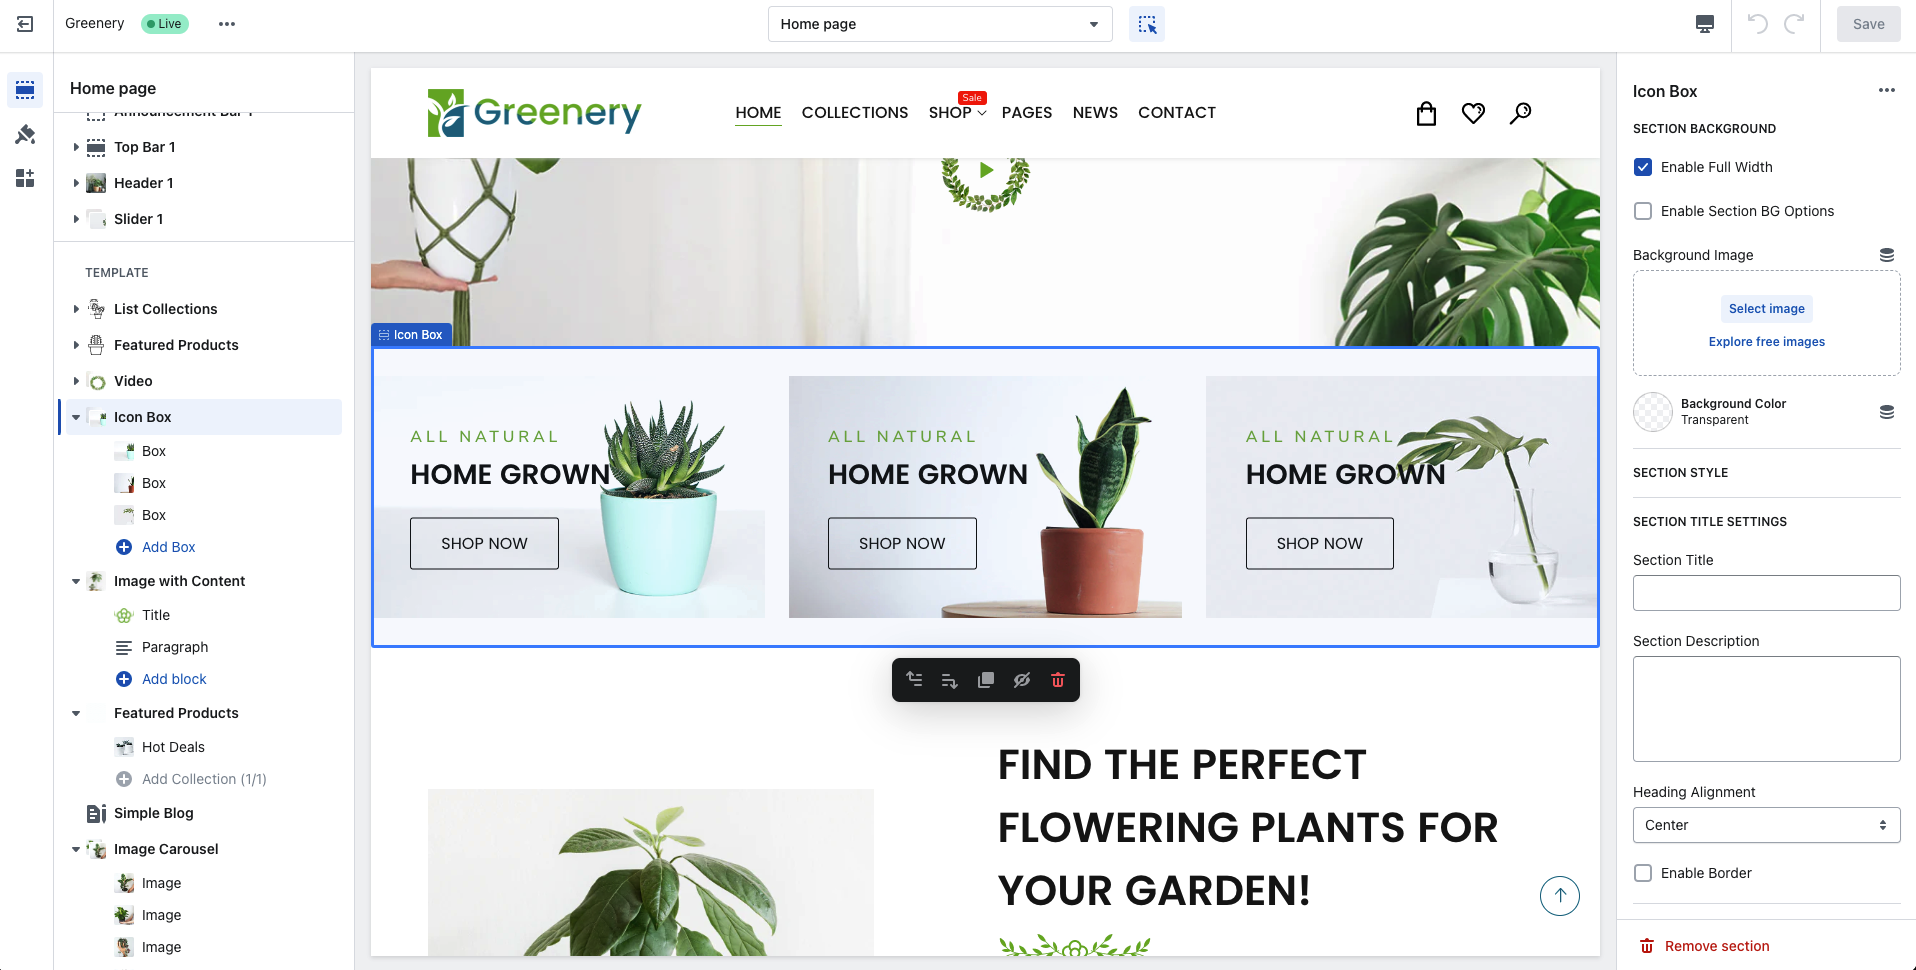 Greenery
Live
Home page
Save
Home page
Announcement Bar 1
Top Bar 1
Header 1
Slider 1
TEMPLATE
List Collections
Featured Products
Video
Icon Box
Box
Box
Box
Add Box
Image with Content
Title
Paragraph
Add block
Featured Products
Hot Deals
Add Collection (1/1)
Simple Blog
Image Carousel
Image
Image
Image
Greenery
HOME
COLLECTIONS
SHOP
Sale
PAGES
NEWS
CONTACT
Icon Box
ALL NATURAL
HOME GROWN
SHOP NOW
ALL NATURAL
HOME GROWN
SHOP NOW
ALL NATURAL
HOME GROWN
SHOP NOW
FIND THE PERFECT
FLOWERING PLANTS FOR
YOUR GARDEN!
Icon Box
SECTION BACKGROUND
Enable Full Width
Enable Section BG Options
Background Image
Select image
Explore free images
Background Color
Transparent
SECTION STYLE
SECTION TITLE SETTINGS
Section Title
Section Description
Heading Alignment
Center
Enable Border
Remove section